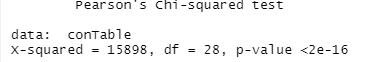 Pearson's Chi-squared test
data: conTable
X-squared = 15898, df = 28, p-value <2e-16